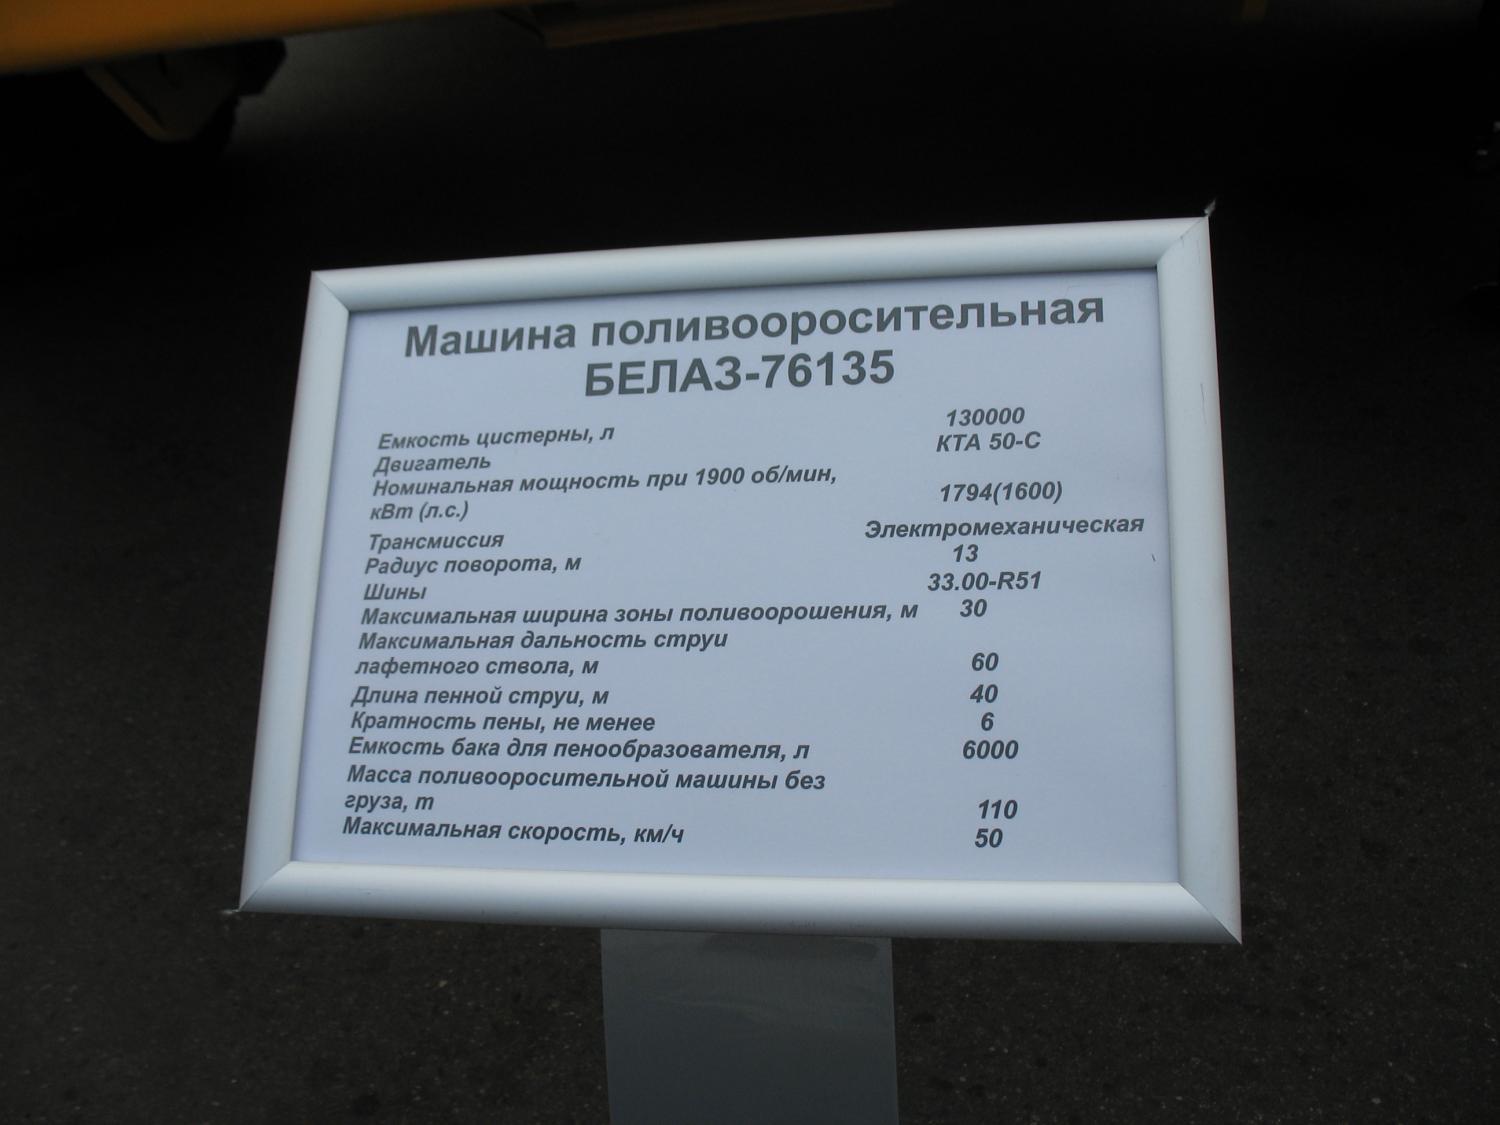 Машина поливооросительная
БЕЛАЗ-76135
Емкость цистерны, л 130000
Двигатель КТА 50-С
Номинальная мощность при 1900 об/мин,
кВт (л.с.) 1794(1600)
Трансмиссия Электромеханическая
Радиус поворота, м 13
Шины 33.00-R51
Максимальная ширина зоны поливоорошения, м 30
Максимальная дальность струи
лафетного ствола, м 60
Длина пенной струи, м 40
Кратность пены, не менее 6
Емкость бака для пенообразователя, л 6000
Масса поливооросительной машины без
груза, т 110
Максимальная скорость, км/ч 50